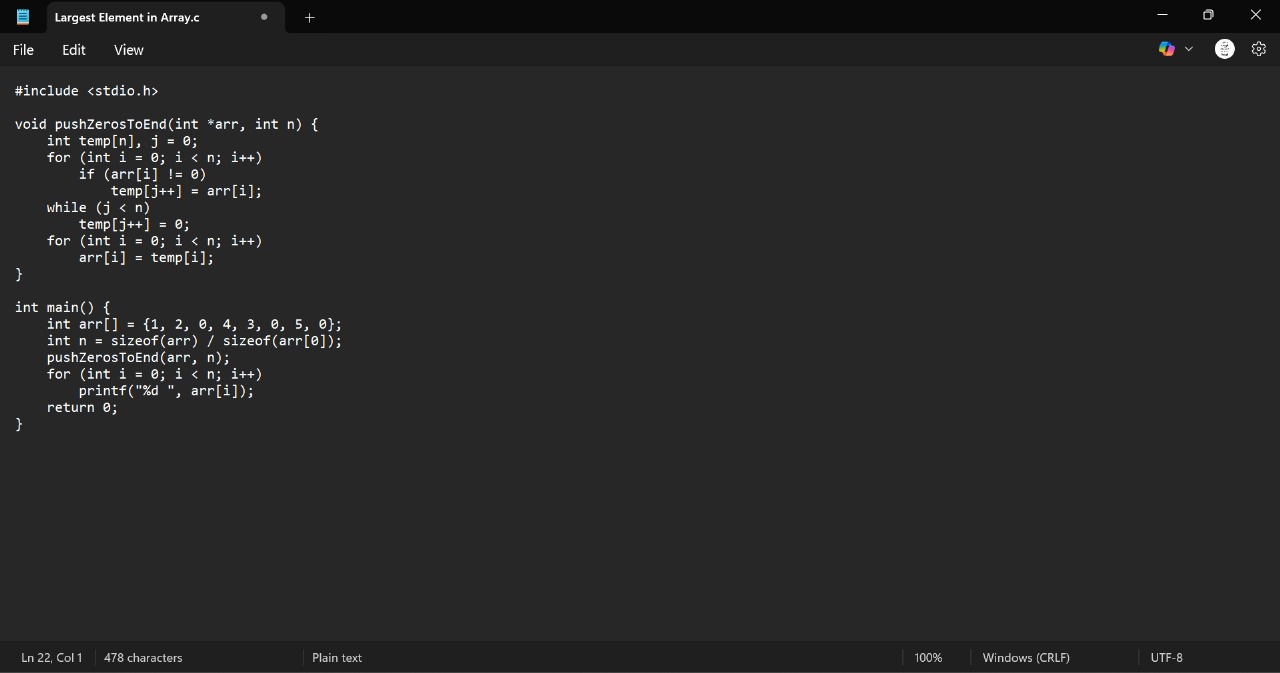 Largest Element in Array.c
File Edit View
#include <stdio.h>

void pushZerosToEnd(int *arr, int n) {
    int temp[n], j = 0;
    for (int i = 0; i < n; i++)
        if (arr[i] != 0)
            temp[j++] = arr[i];
    while (j < n)
        temp[j++] = 0;
    for (int i = 0; i < n; i++)
        arr[i] = temp[i];
}

int main() {
    int arr[] = {1, 2, 0, 4, 3, 0, 5, 0};
    int n = sizeof(arr) / sizeof(arr[0]);
    pushZerosToEnd(arr, n);
    for (int i = 0; i < n; i++)
        printf("%d ", arr[i]);
    return 0;
}
Ln 22, Col 1 478 characters Plain text 100% Windows (CRLF) UTF-8